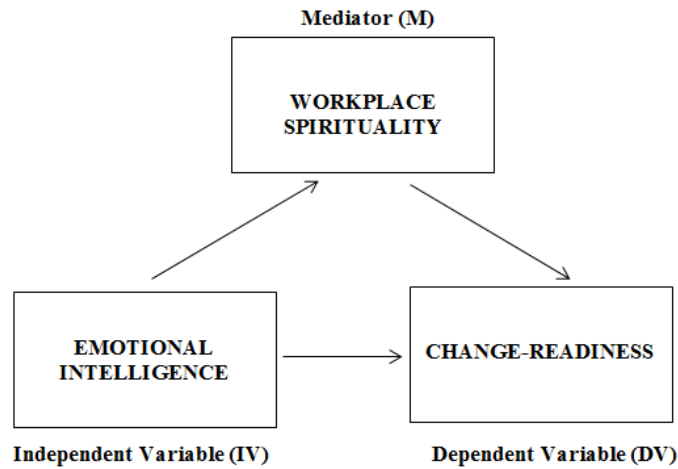 Mediator (M)
WORKPLACE
SPIRITUALITY
EMOTIONAL
INTELLIGENCE
CHANGE-READINESS
Independent Variable (IV)
Dependent Variable (DV)